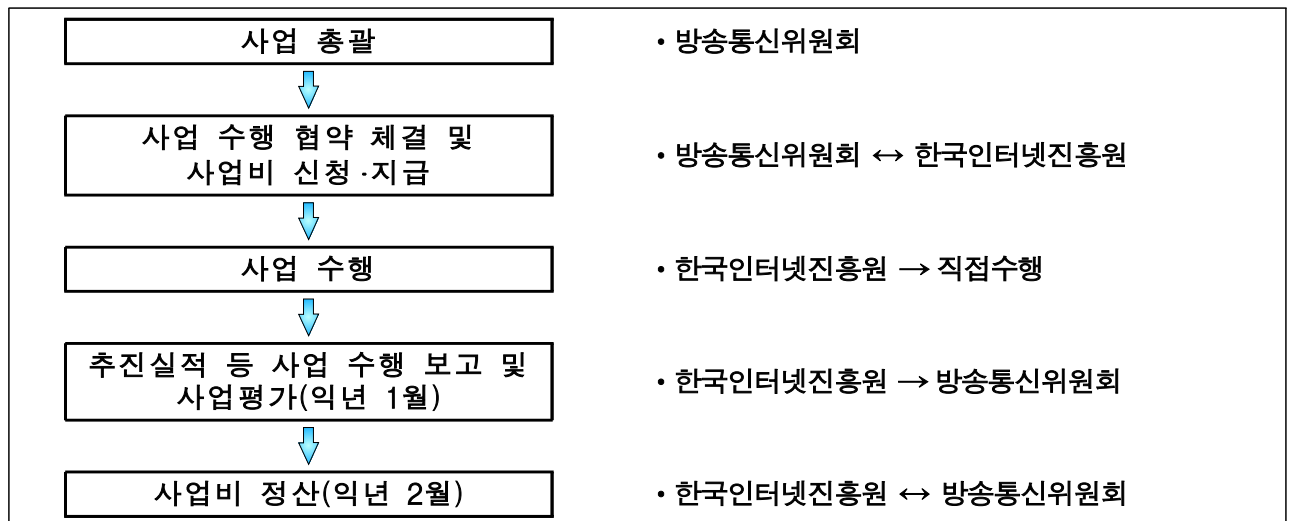 사업 총괄
• 방송통신위원회
사업 수행 협약 체결 및
사업비 신청·지급
• 방송통신위원회 ↔ 한국인터넷진흥원
사업 수행
• 한국인터넷진흥원 → 직접수행
추진실적 등 사업 수행 보고 및
사업평가(익년 1월)
• 한국인터넷진흥원 → 방송통신위원회
사업비 정산(익년 2월)
• 한국인터넷진흥원 ↔ 방송통신위원회